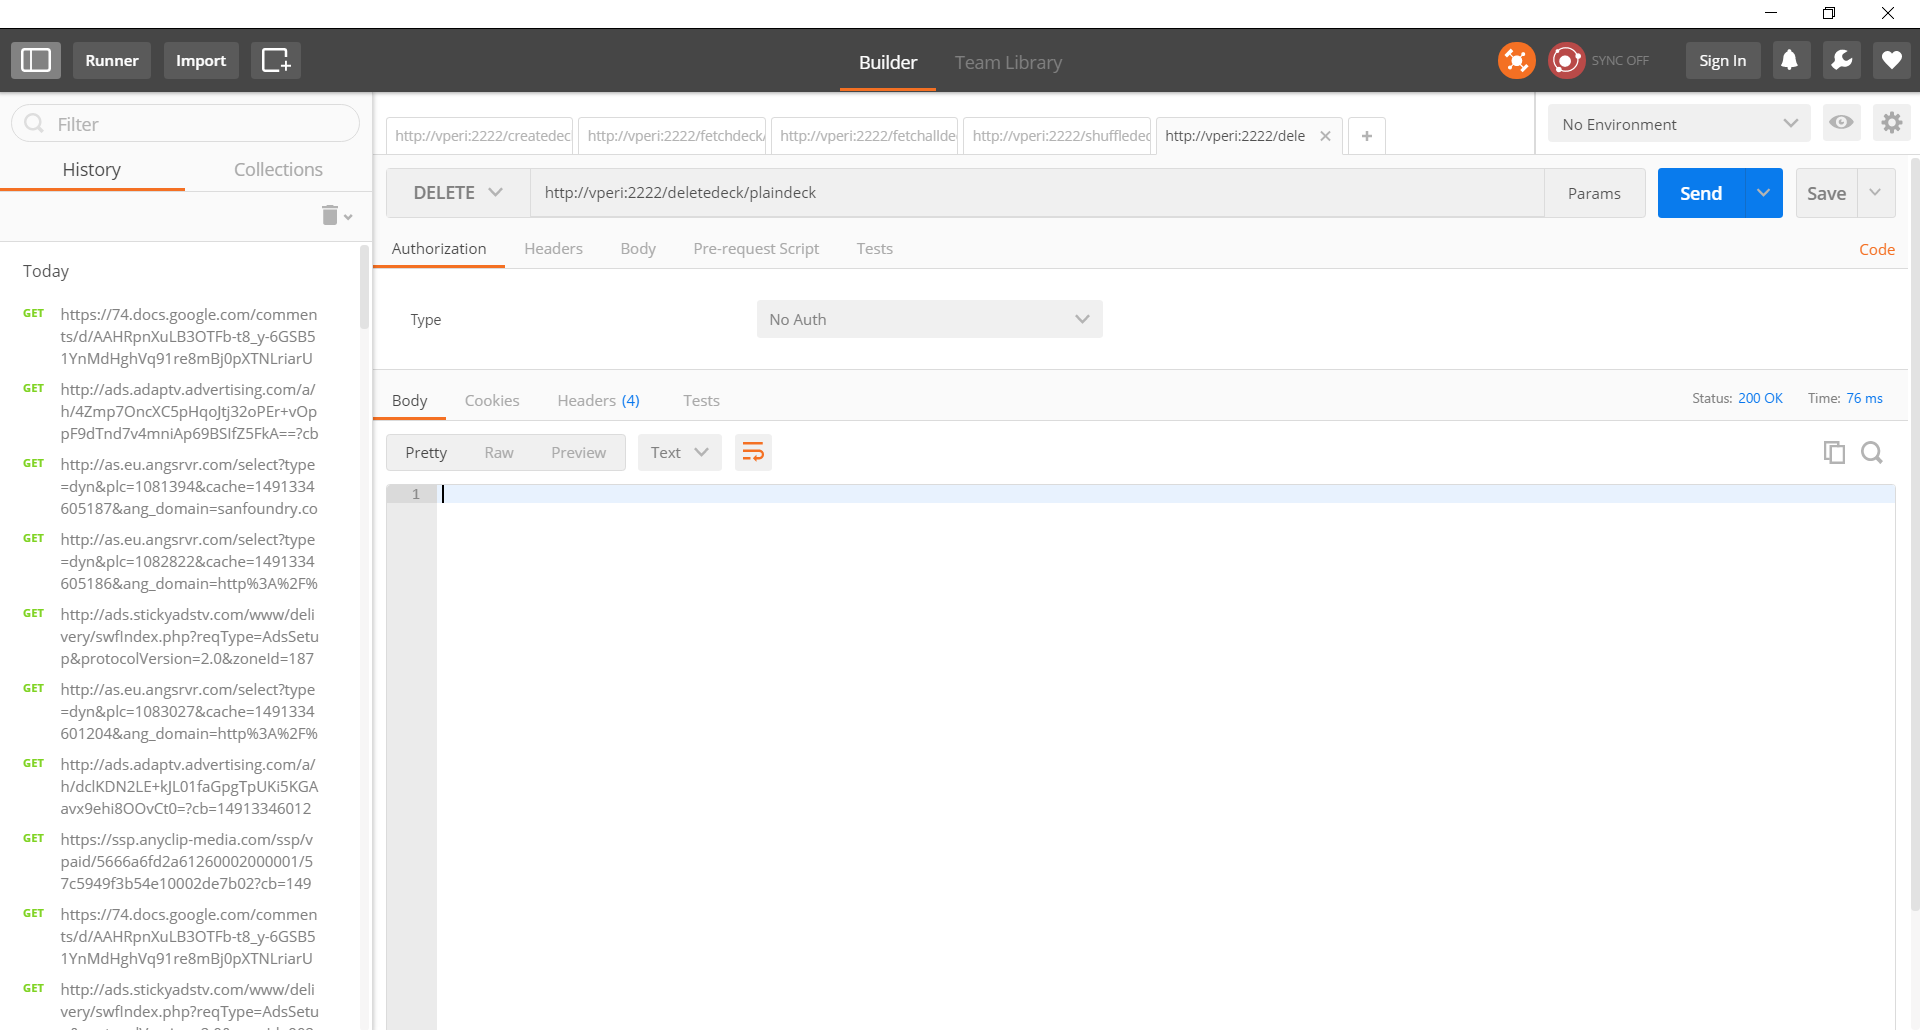 Runner
Import
Builder
Team Library
SYNC OFF
Sign In
Filter
History
Collections
Today
GET https://74.docs.google.com/commen
ts/d/AAHRpnXuLB3OTFb-t8_y-6GSB5
1YnMdHghVq91re8mBj0pXTNLriarU
GET http://ads.adaptv.advertising.com/a/
h/4Zmp7OncXC5pHqoJtj32oPEr+vOp
pF9dTnd7v4mniAp69BSIfZ5FkA==?cb
GET http://as.eu.angsrvr.com/select?type
=dyn&plc=1081394&cache=1491334
605187&ang_domain=sanfoundry.co
GET http://as.eu.angsrvr.com/select?type
=dyn&plc=1082822&cache=1491334
605186&ang_domain=http%3A%2F%
GET http://ads.stickyadstv.com/www/deli
very/swfIndex.php?reqType=AdsSetu
p&protocolVersion=2.0&zoneId=187
GET http://as.eu.angsrvr.com/select?type
=dyn&plc=1083027&cache=1491334
601204&ang_domain=http%3A%2F%
GET http://ads.adaptv.advertising.com/a/
h/dclKDN2LE+kJL01faGpgTpUKi5KGA
avx9ehi8OOvCt0=?cb=14913346012
GET https://ssp.anyclip-media.com/ssp/v
paid/5666a6fd2a61260002000001/5
7c5949f3b54e10002de7b02?cb=149
GET https://74.docs.google.com/commen
ts/d/AAHRpnXuLB3OTFb-t8_y-6GSB5
1YnMdHghVq91re8mBj0pXTNLriarU
GET http://ads.stickyadstv.com/www/deli
very/swfIndex.php?reqType=AdsSetu
http://vperi:2222/createdec
http://vperi:2222/fetchdeck/
http://vperi:2222/fetchallde
http://vperi:2222/shuffledec
http://vperi:2222/dele
No Environment
DELETE
http://vperi:2222/deletedeck/plaindeck
Params
Send
Save
Authorization
Headers
Body
Pre-request Script
Tests
Code
Type
No Auth
Body
Cookies
Headers (4)
Tests
Status: 200 OK
Time: 76 ms
Pretty
Raw
Preview
Text
1